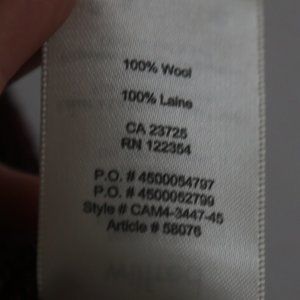 100% Wool
100% Laine
CA 23725
RN 122354
P.O. # 4500054797
P.O. # 4500052799
Style # CAM4-3447-45
Article # 58076